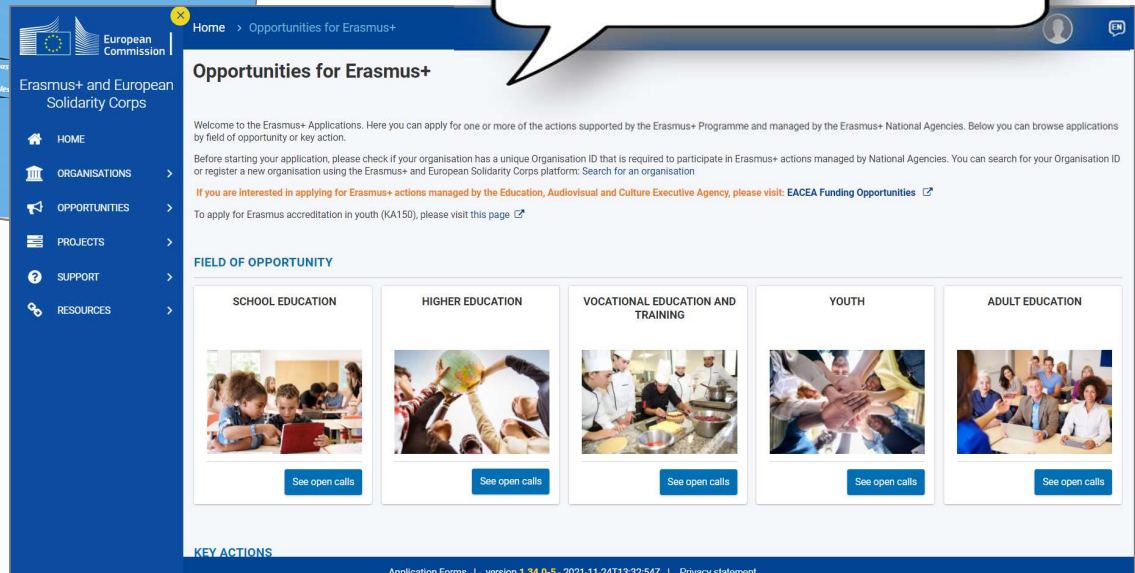 European
Commission
Home > Opportunities for Erasmus+
EN
Erasmus+ and European
Solidarity Corps
HOME
ORGANISATIONS
OPPORTUNITIES
PROJECTS
SUPPORT
RESOURCES
Opportunities for Erasmus+
Welcome to the Erasmus+ Applications. Here you can apply for one or more of the actions supported by the Erasmus+ Programme and managed by the Erasmus+ National Agencies. Below you can browse applications
by field of opportunity or key action.
Before starting your application, please check if your organisation has a unique Organisation ID that is required to participate in Erasmus+ actions managed by National Agencies. You can search for your Organisation ID
or register a new organisation using the Erasmus+ and European Solidarity Corps platform: Search for an organisation
If you are interested in applying for Erasmus+ actions managed by the Education, Audiovisual and Culture Executive Agency, please visit: EACEA Funding Opportunities
To apply for Erasmus accreditation in youth (KA150), please visit this page
FIELD OF OPPORTUNITY
SCHOOL EDUCATION
See open calls
HIGHER EDUCATION
See open calls
VOCATIONAL EDUCATION AND
TRAINING
See open calls
YOUTH
See open calls
ADULT EDUCATION
See open calls
KEY ACTIONS
Application Forms | version 1.34.0-5 - 2021-11-24T13:32:54Z | Privacy statement